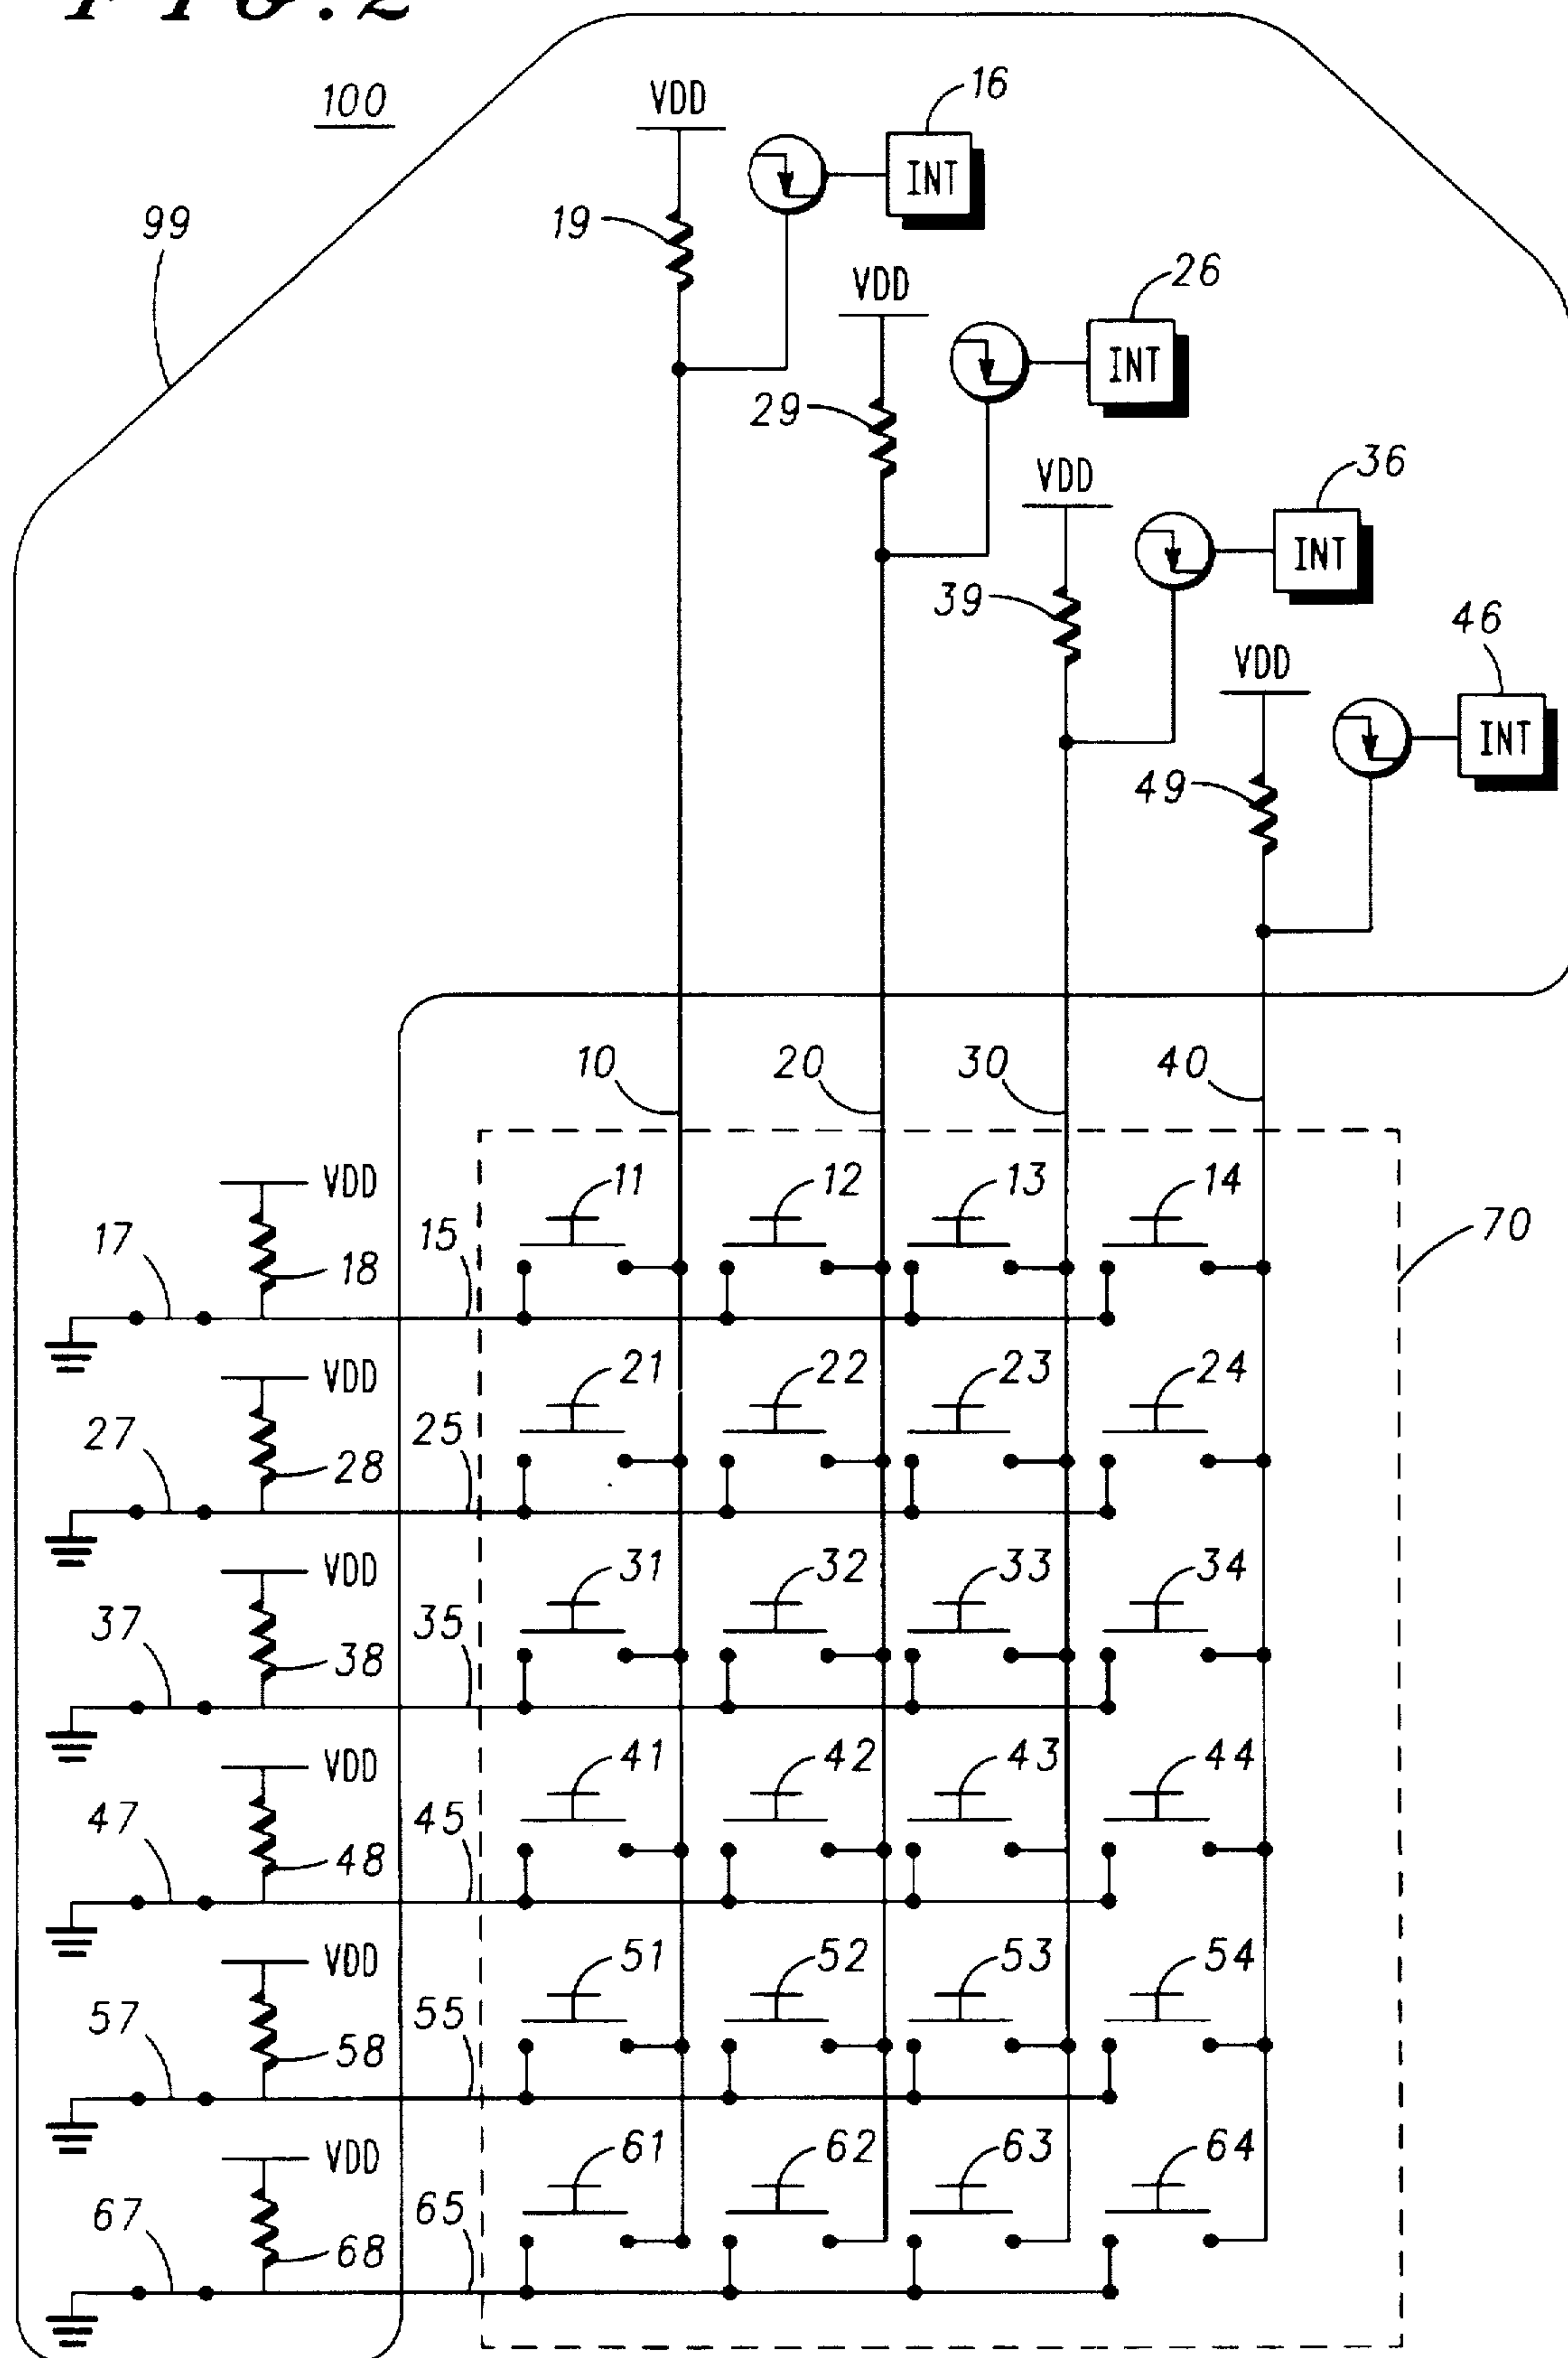 FIG.2
100
VDD
16
INT
99
19
VDD
26
INT
29
VDD
36
INT
39
VDD
46
INT
49
10 20 30 40
VDD
11 12 13 14
70
17 18 15
VDD
21 22 23 24
27 28 25
VDD
31 32 33 34
37 38 35
VDD
41 42 43 44
47 48 45
VDD
51 52 53 54
57 58 55
VDD
61 62 63 64
67 68 65